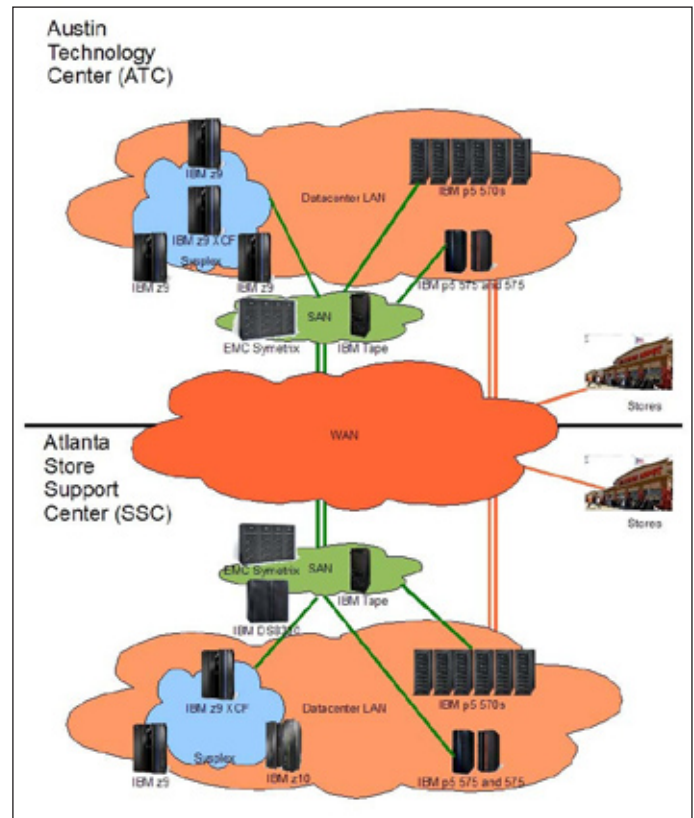 Austin
Technology
Center (ATC)
IBM z9
Datacenter LAN
IBM p5 570s
IBM z9 XCF
Sysplex
IBM z9
IBM z9
IBM p5 575 and 575
SAN
EMC Symetrix
IBM Tape
Stores
WAN
Atlanta
Store
Support
Center (SSC)
Stores
EMC Symetrix
SAN
IBM Tape
IBM z9 XCF
Datacenter LAN
IBM p5 570s
Sysplex
IBM z9
IBM z10
IBM p5 575 and 575